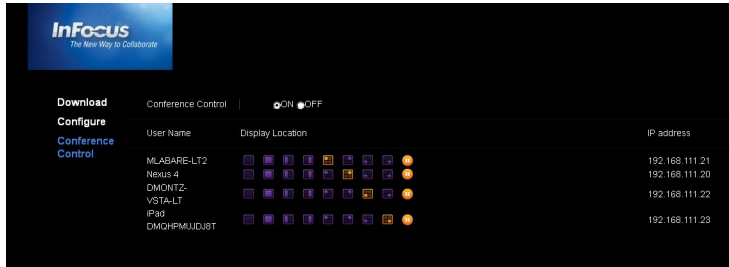 InFocus
The New Way to Collaborate
Download
Configure
Conference
Control
Conference Control ON OFF
User Name Display Location IP address
MLABARE-LT2 192.168.111.21
Nexus 4 192.168.111.20
DMONTZ-
VSTA-LT 192.168.111.22
iPad
DMQHPMUJDJ8T 192.168.111.23